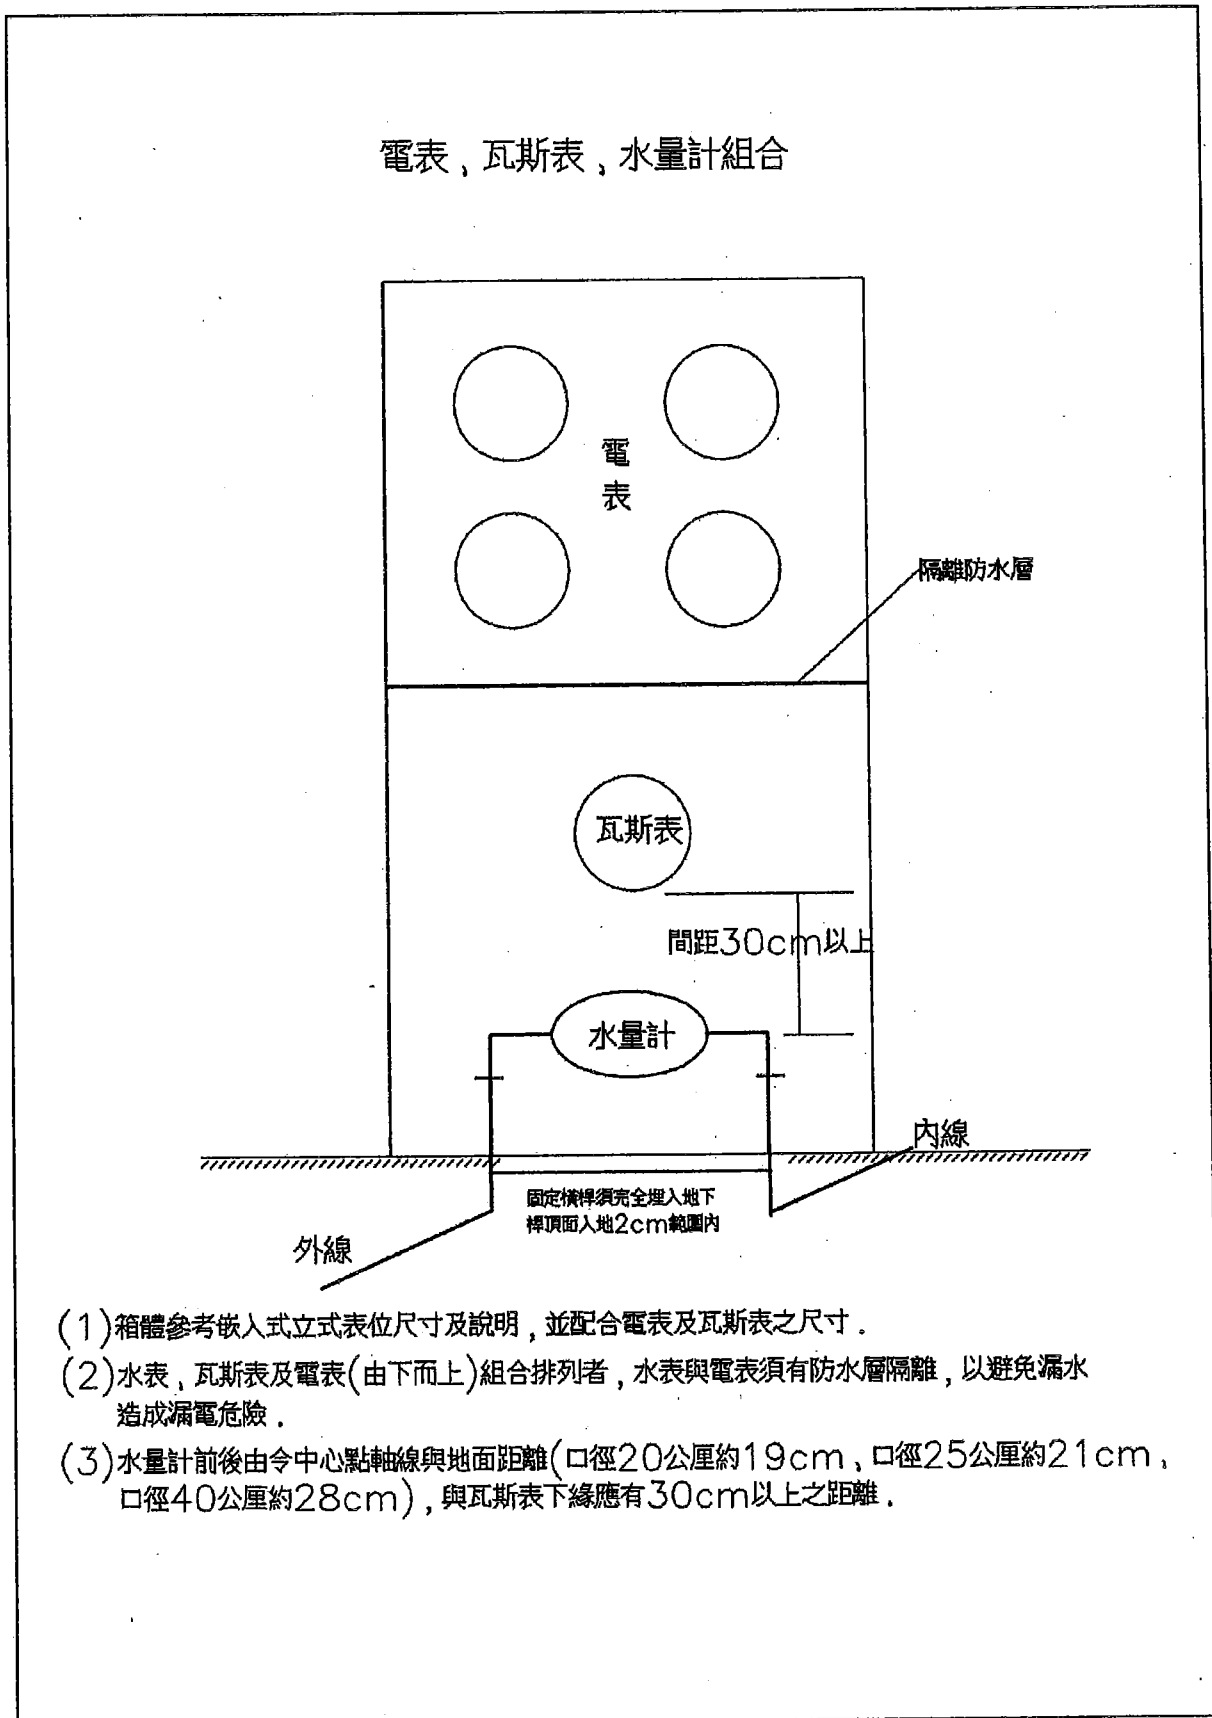 電表，瓦斯表，水量計組合
電
表
隔離防水層
瓦斯表
間距30cm以上
水量計
內線
固定橫桿須完全埋入地下
桿頂面入地2cm範圍內
外線
(1)箱體參考嵌入式立式表位尺寸及說明，並配合電表及瓦斯表之尺寸．
(2)水表，瓦斯表及電表(由下而上)組合排列者，水表與電表須有防水層隔離，以避免漏水
造成漏電危險．
(3)水量計前後由令中心點軸線與地面距離(口徑20公厘約19cm，口徑25公厘約21cm，
口徑40公厘約28cm)，與瓦斯表下緣應有30cm以上之距離．